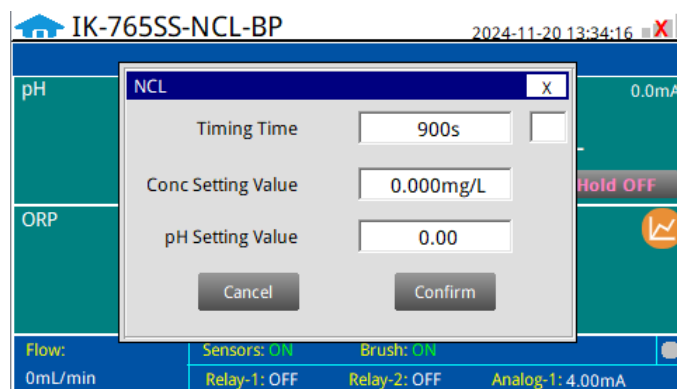 IK-765SS-NCL-BP
2024-11-20 13:34:16
X
pH
0.0mA
Hold OFF
NCL
X
Timing Time
900s
Conc Setting Value
0.000mg/L
pH Setting Value
0.00
Cancel
Confirm
ORP
Flow:
Sensors: ON
Brush: ON
0mL/min
Relay-1: OFF
Relay-2: OFF
Analog-1: 4.00mA